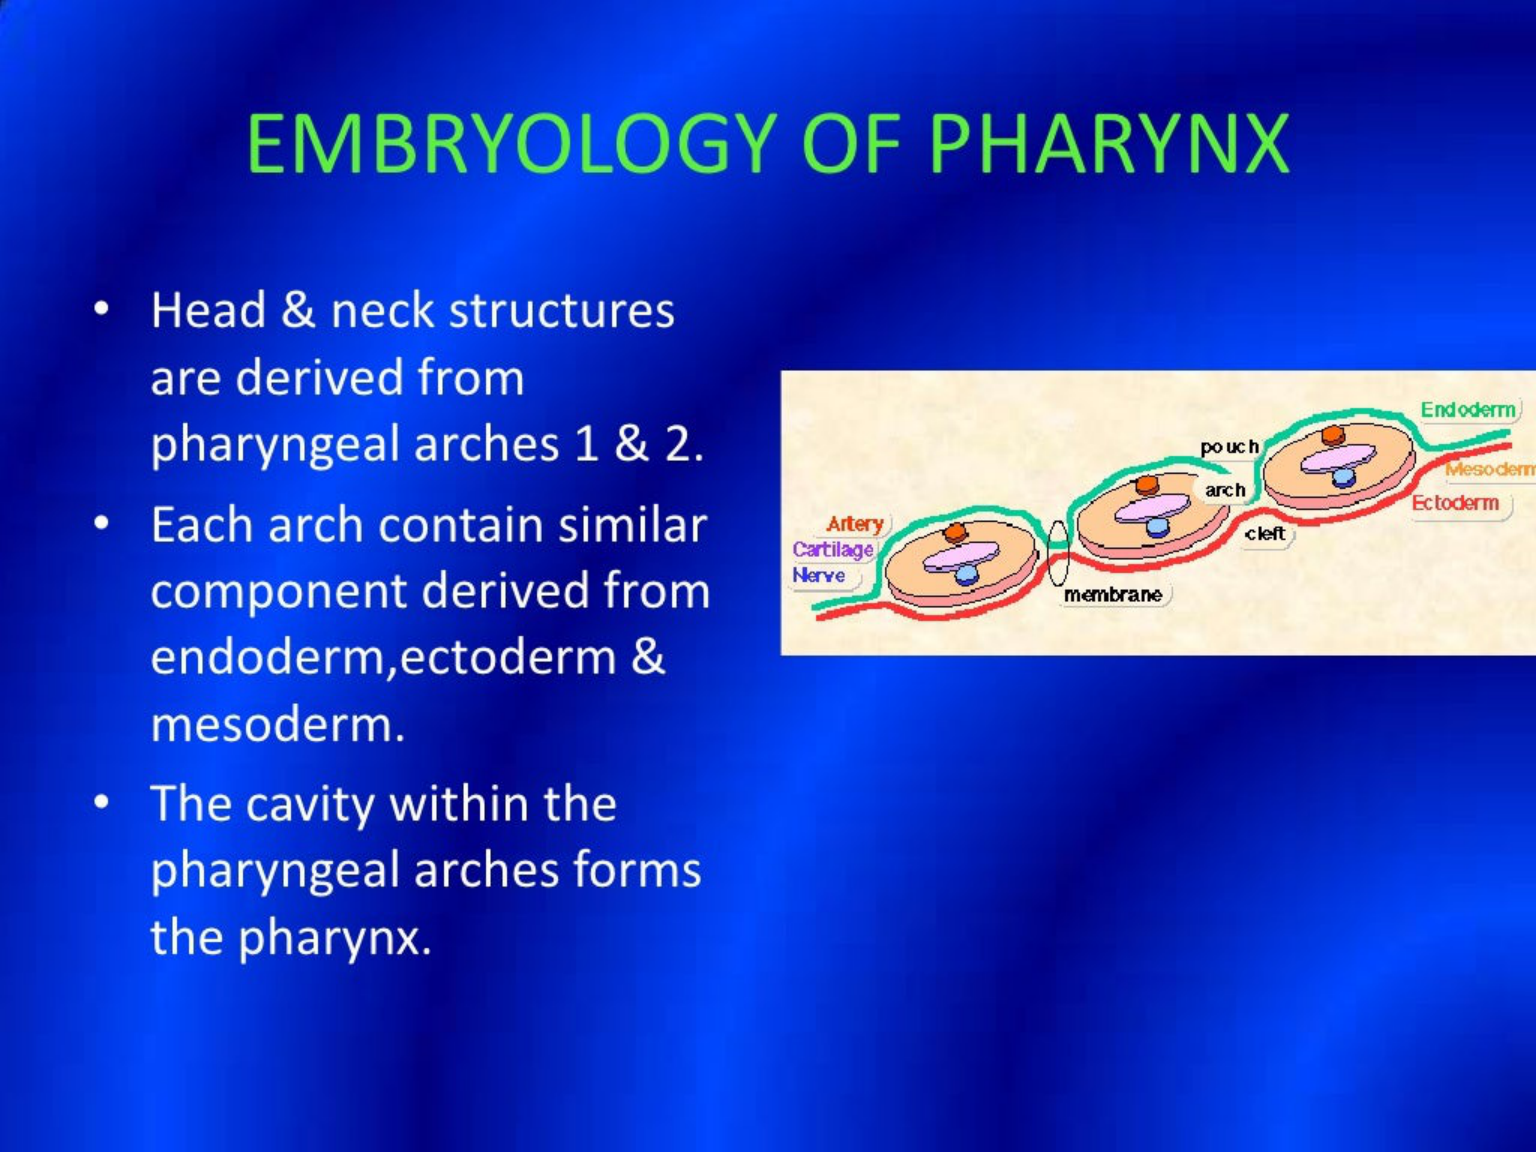 EMBRYOLOGY OF PHARYNX
• Head & neck structures
are derived from
pharyngeal arches 1 & 2.
• Each arch contain similar
component derived from
endoderm,ectoderm &
mesoderm.
• The cavity within the
pharyngeal arches forms
the pharynx.
Endoderm
pouch
Mesoderm
arch
Ectoderm
Artery
cleft
Cartilage
Nerve
membrane